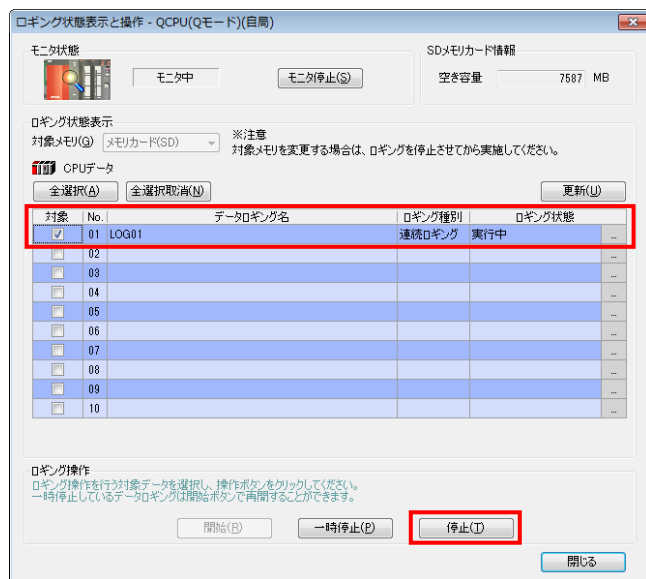 ロギング状態表示と操作 - QCPU(Qモード)(自局)
モニタ状態
モニタ中
モニタ停止(S)
SDメモリカード情報
空き容量 7587 MB
ロギング状態表示
対象メモリ(G) メモリカード(SD)
※注意
対象メモリを変更する場合は、ロギングを停止させてから実施してください。
CPUデータ
全選択(A) 全選択取消(N) 更新(U)
対象 No. データロギング名 ロギング種別 ロギング状態
01 LOG01 連続ロギング 実行中 ...
02 ...
03 ...
04 ...
05 ...
06 ...
07 ...
08 ...
09 ...
10 ...
ロギング操作
ロギング操作を行う対象データを選択し、操作ボタンをクリックしてください。
一時停止しているデータロギングは開始ボタンで再開することができます。
開始(R) 一時停止(P) 停止(T)
閉じる